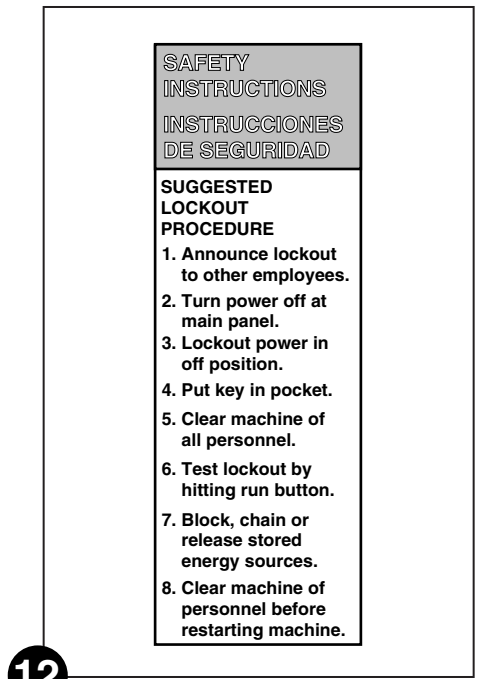 SAFETY
INSTRUCTIONS
INSTRUCCIONES
DE SEGURIDAD
SUGGESTED
LOCKOUT
PROCEDURE
1. Announce lockout
to other employees.
2. Turn power off at
main panel.
3. Lockout power in
off position.
4. Put key in pocket.
5. Clear machine of
all personnel.
6. Test lockout by
hitting run button.
7. Block, chain or
release stored
energy sources.
8. Clear machine of
personnel before
restarting machine.
12